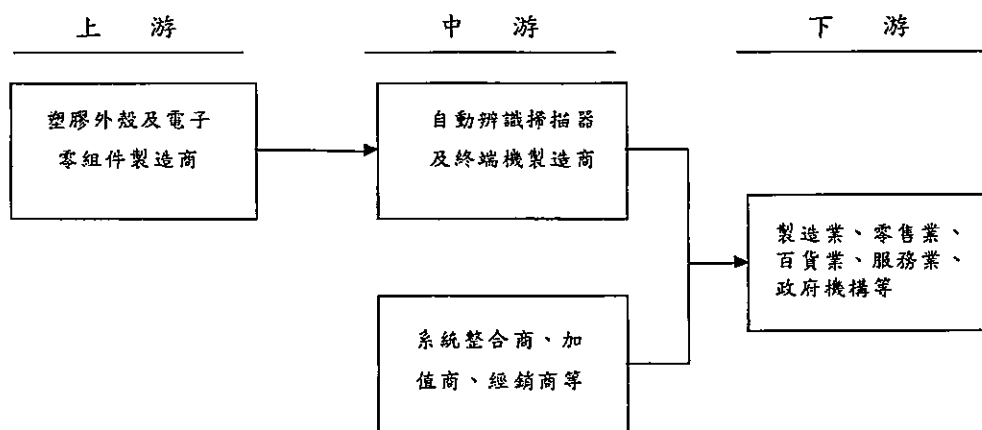 上 游
中 游
下 游
塑膠外殼及電子
零組件製造商
自動辨識掃描器
及終端機製造商
製造業、零售業、
百貨業、服務業、
政府機構等
系統整合商、加
值商、經銷商等